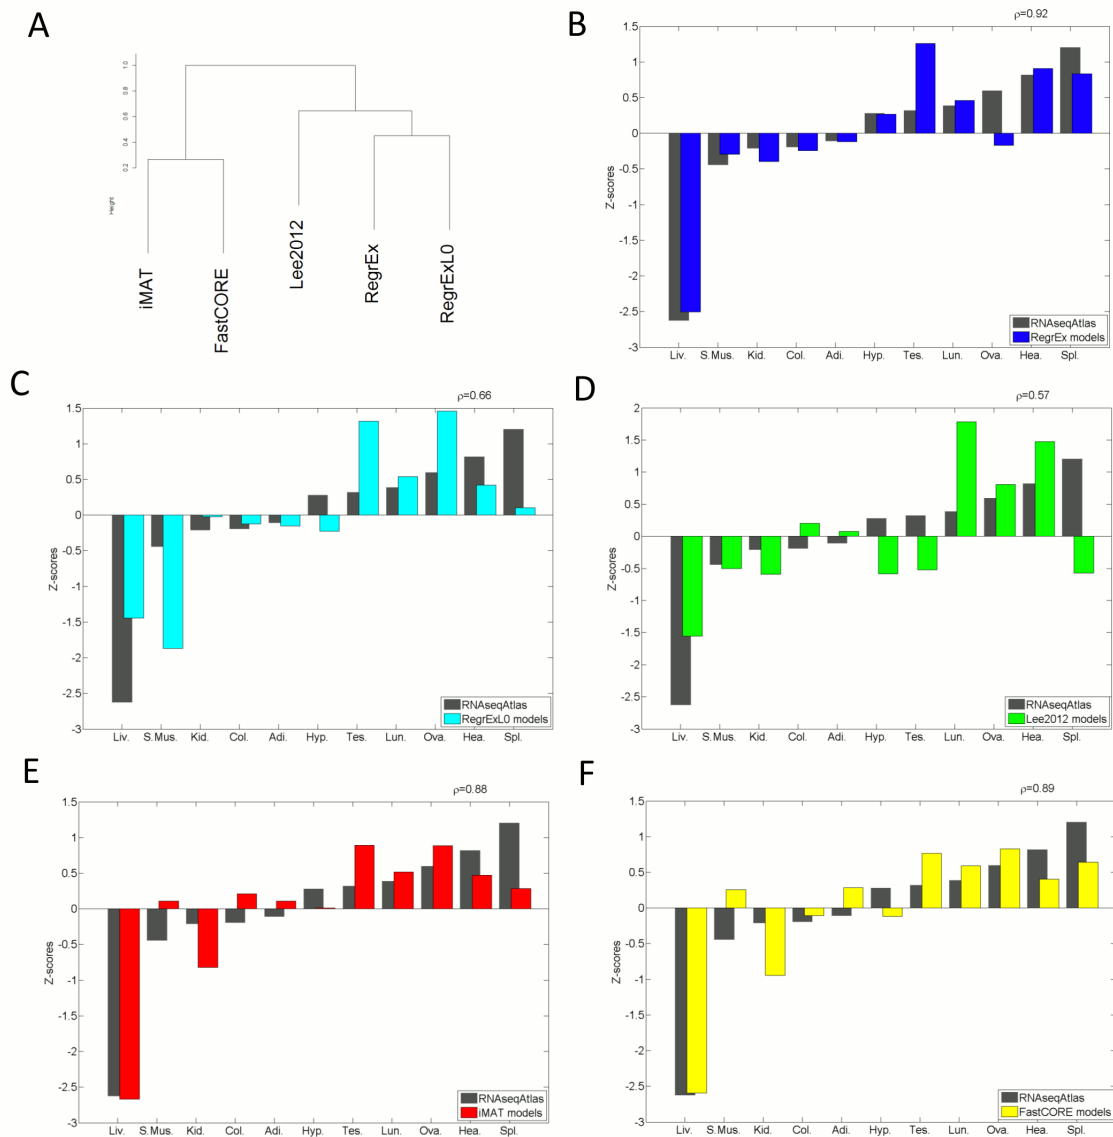 A
Height
0.2 0.4 0.6 0.8 1.0
iMAT
FastCORE
Lee2012
RegrEx
RegrExL0
B
ρ=0.92
Z-scores
1.5
1
0.5
0
-0.5
-1
-1.5
-2
-2.5
-3
RNAseqAtlas
RegrEx models
Liv. S.Mus. Kid. Col. Adi. Hyp. Tes. Lun. Ova. Hea. Spl.
C
ρ=0.66
Z-scores
1.5
1
0.5
0
-0.5
-1
-1.5
-2
-2.5
-3
RNAseqAtlas
RegrExL0 models
Liv. S.Mus. Kid. Col. Adi. Hyp. Tes. Lun. Ova. Hea. Spl.
D
ρ=0.57
Z-scores
2
1.5
1
0.5
0
-0.5
-1
-1.5
-2
-2.5
-3
RNAseqAtlas
Lee2012 models
Liv. S.Mus. Kid. Col. Adi. Hyp. Tes. Lun. Ova. Hea. Spl.
E
ρ=0.88
Z-scores
1.5
1
0.5
0
-0.5
-1
-1.5
-2
-2.5
-3
RNAseqAtlas
iMAT models
Liv. S.Mus. Kid. Col. Adi. Hyp. Tes. Lun. Ova. Hea. Spl.
F
ρ=0.89
Z-scores
1.5
1
0.5
0
-0.5
-1
-1.5
-2
-2.5
-3
RNAseqAtlas
FastCORE models
Liv. S.Mus. Kid. Col. Adi. Hyp. Tes. Lun. Ova. Hea. Spl.